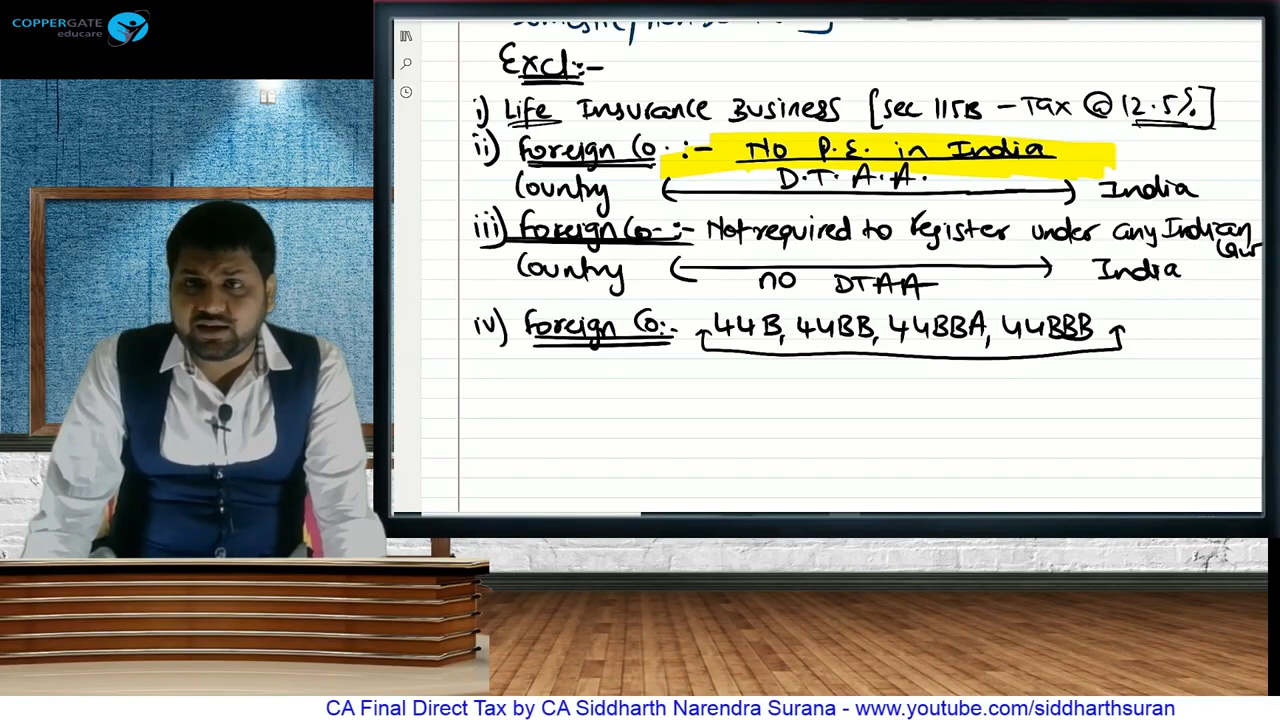 COPPERGATE
educare
Excl:-
i) Life Insurance Business [Sec 115B - Tax @ 12.5%]
ii) Foreign Co. :- No P.E. in India
Country D.T.A.A. India
iii) Foreign Co :- Not required to register under any Indian Law
Country no DTAA India
iv) Foreign Co:- 44B, 44BB, 44BBA, 44BBB
CA Final Direct Tax by CA Siddharth Narendra Surana - www.youtube.com/siddharthsuran